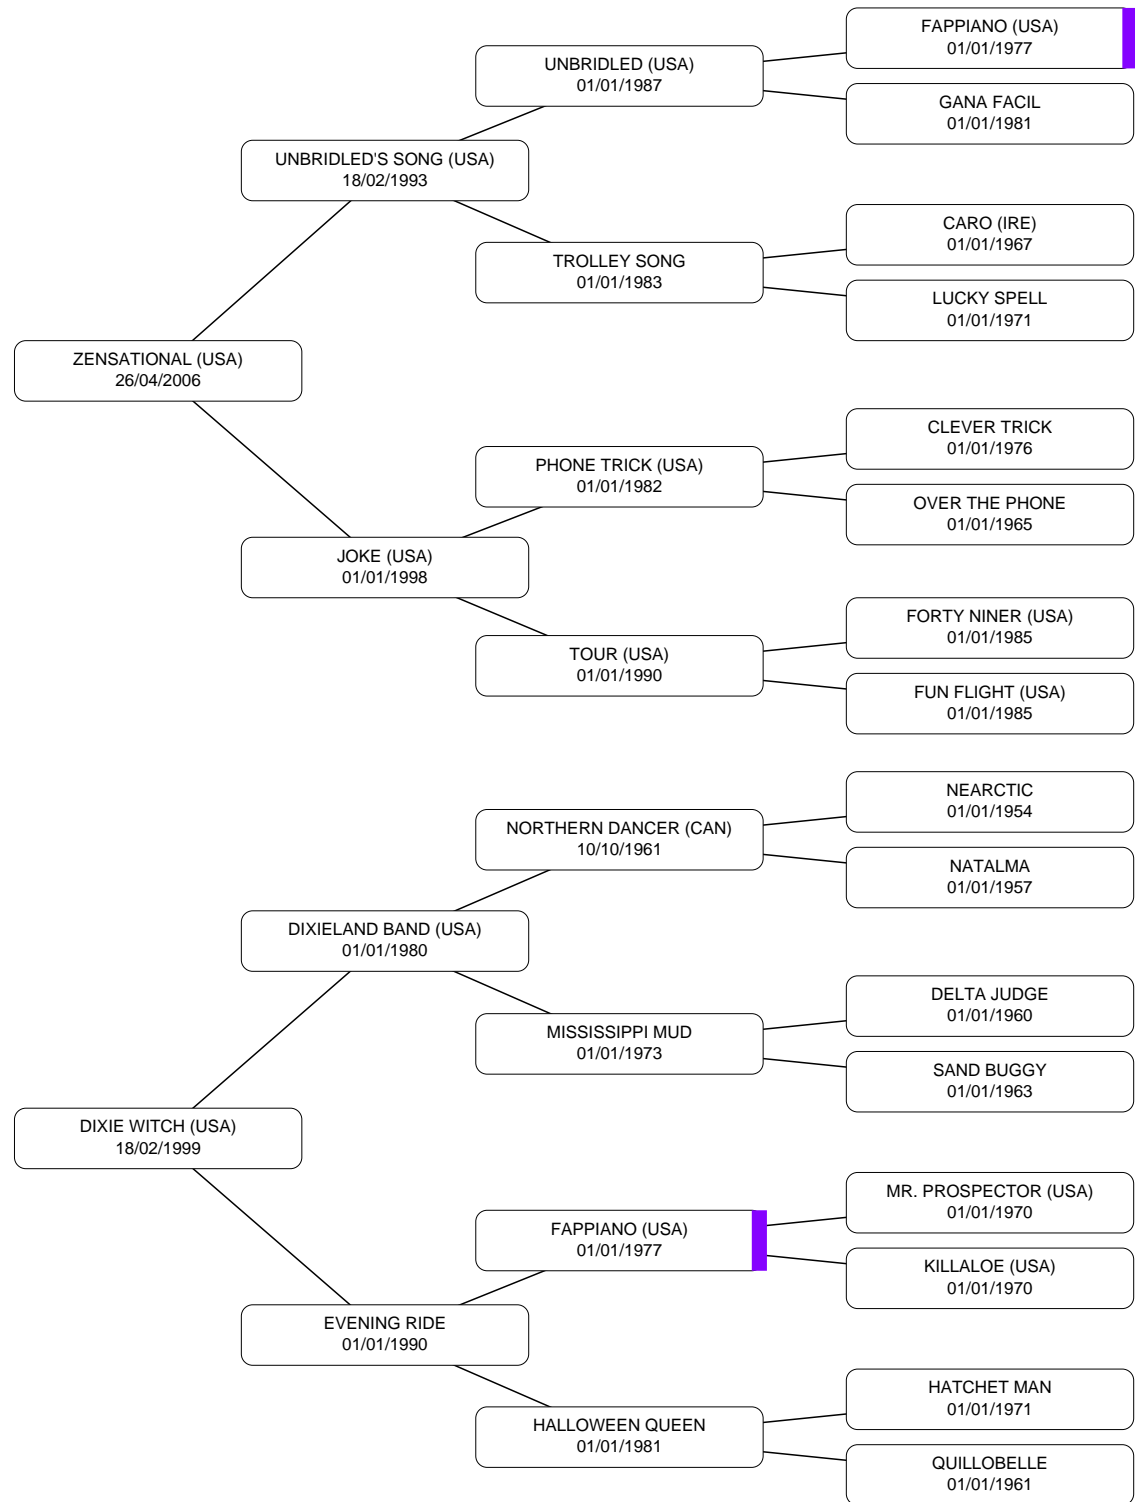 FAPPIANO (USA)
01/01/1977
UNBRIDLED (USA)
01/01/1987
GANA FACIL
01/01/1981
UNBRIDLED'S SONG (USA)
18/02/1993
CARO (IRE)
01/01/1967
TROLLEY SONG
01/01/1983
LUCKY SPELL
01/01/1971
ZENSATIONAL (USA)
26/04/2006
CLEVER TRICK
01/01/1976
PHONE TRICK (USA)
01/01/1982
OVER THE PHONE
01/01/1965
JOKE (USA)
01/01/1998
FORTY NINER (USA)
01/01/1985
TOUR (USA)
01/01/1990
FUN FLIGHT (USA)
01/01/1985
NEARCTIC
01/01/1954
NORTHERN DANCER (CAN)
10/10/1961
NATALMA
01/01/1957
DIXIELAND BAND (USA)
01/01/1980
DELTA JUDGE
01/01/1960
MISSISSIPPI MUD
01/01/1973
SAND BUGGY
01/01/1963
DIXIE WITCH (USA)
18/02/1999
MR. PROSPECTOR (USA)
01/01/1970
FAPPIANO (USA)
01/01/1977
KILLALOE (USA)
01/01/1970
EVENING RIDE
01/01/1990
HATCHET MAN
01/01/1971
HALLOWEEN QUEEN
01/01/1981
QUILLOBELLE
01/01/1961